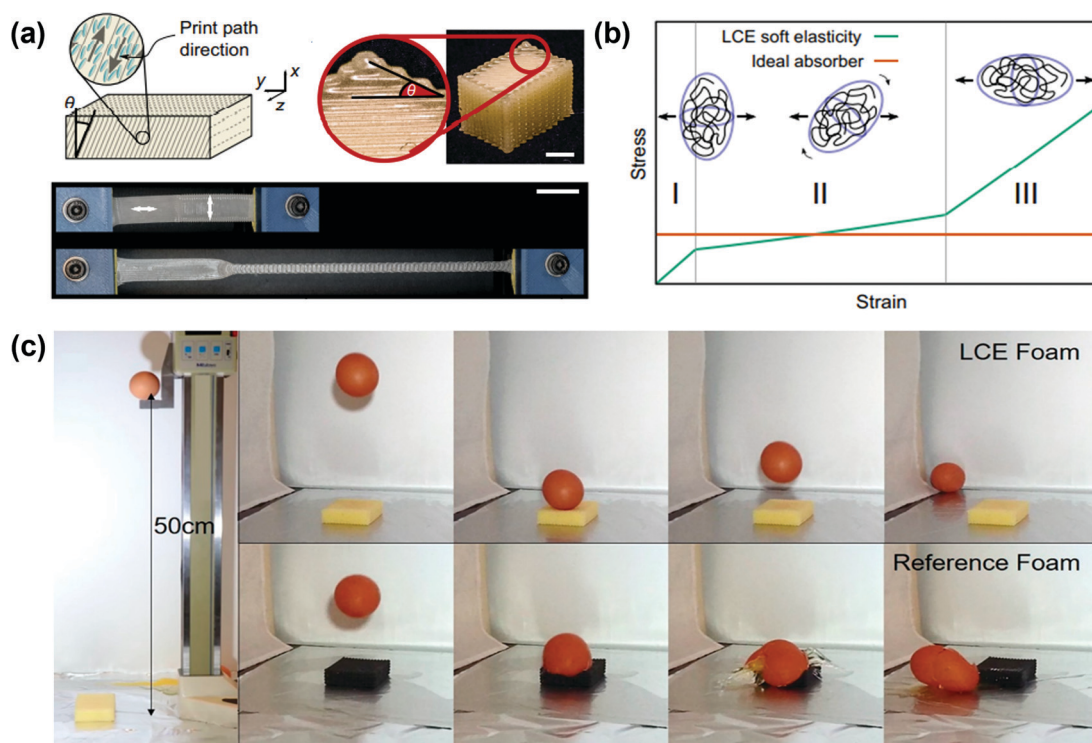 (a)
Print path
direction
x
y
z
θ
θ
(b)
LCE soft elasticity
Ideal absorber
Stress
I
II
III
Strain
(c)
50cm
LCE Foam
Reference Foam